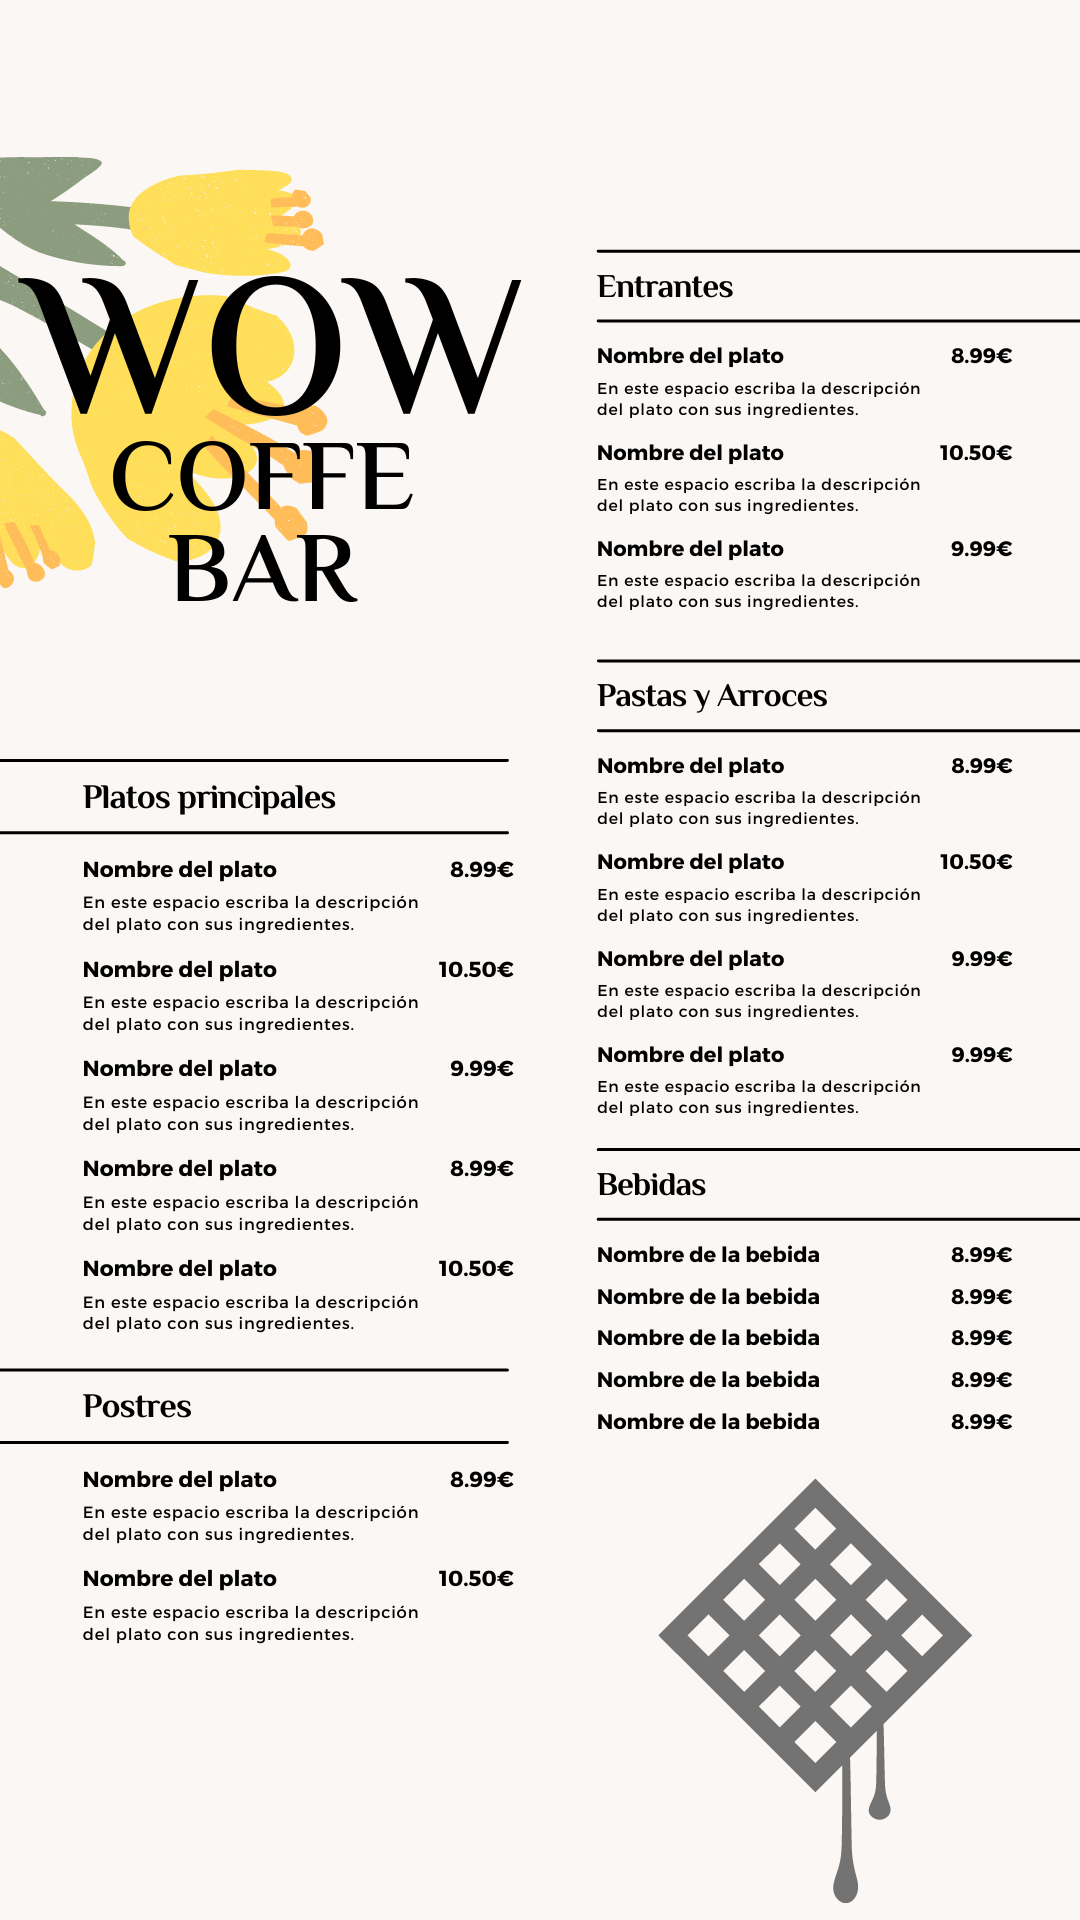 WOW
COFFE
BAR
Platos principales
Nombre del plato 8.99€
En este espacio escriba la descripción
del plato con sus ingredientes.
Nombre del plato 10.50€
En este espacio escriba la descripción
del plato con sus ingredientes.
Nombre del plato 9.99€
En este espacio escriba la descripción
del plato con sus ingredientes.
Nombre del plato 8.99€
En este espacio escriba la descripción
del plato con sus ingredientes.
Nombre del plato 10.50€
En este espacio escriba la descripción
del plato con sus ingredientes.
Postres
Nombre del plato 8.99€
En este espacio escriba la descripción
del plato con sus ingredientes.
Nombre del plato 10.50€
En este espacio escriba la descripción
del plato con sus ingredientes.
Entrantes
Nombre del plato 8.99€
En este espacio escriba la descripción
del plato con sus ingredientes.
Nombre del plato 10.50€
En este espacio escriba la descripción
del plato con sus ingredientes.
Nombre del plato 9.99€
En este espacio escriba la descripción
del plato con sus ingredientes.
Pastas y Arroces
Nombre del plato 8.99€
En este espacio escriba la descripción
del plato con sus ingredientes.
Nombre del plato 10.50€
En este espacio escriba la descripción
del plato con sus ingredientes.
Nombre del plato 9.99€
En este espacio escriba la descripción
del plato con sus ingredientes.
Nombre del plato 9.99€
En este espacio escriba la descripción
del plato con sus ingredientes.
Bebidas
Nombre de la bebida 8.99€
Nombre de la bebida 8.99€
Nombre de la bebida 8.99€
Nombre de la bebida 8.99€
Nombre de la bebida 8.99€